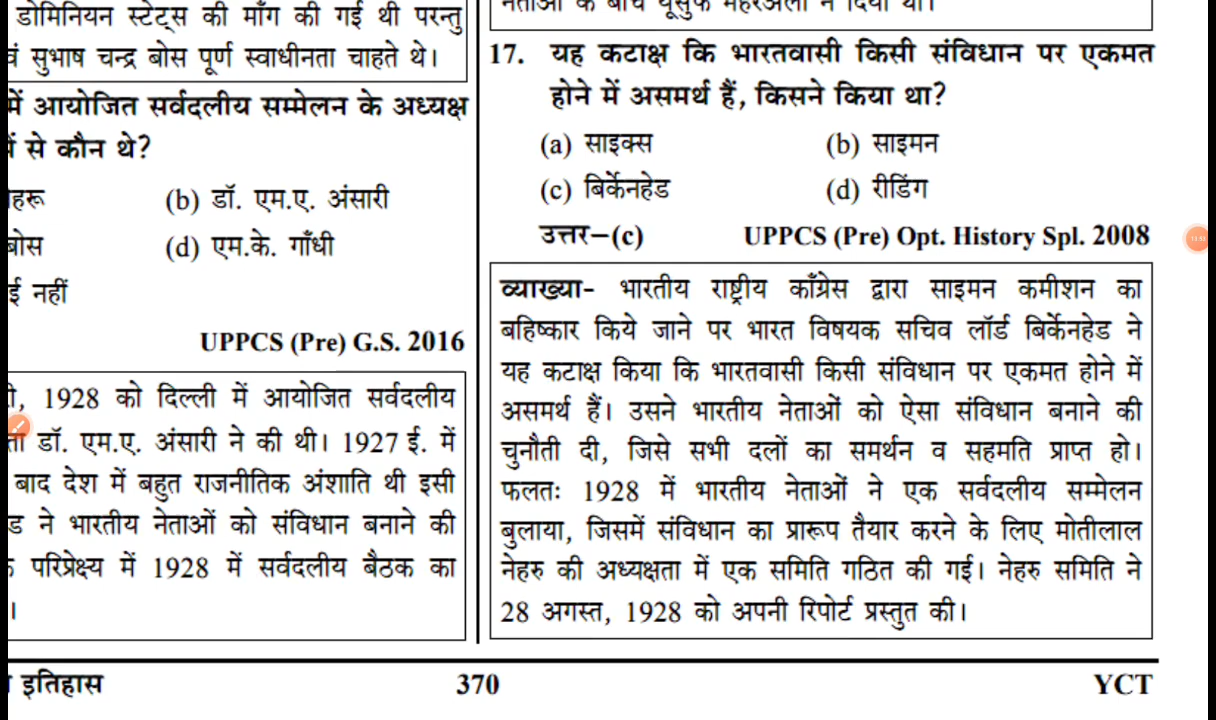 डोमिनियन स्टेट्स की माँग की गई थी परन्तु
वं सुभाष चन्द्र बोस पूर्ण स्वाधीनता चाहते थे।
में आयोजित सर्वदलीय सम्मेलन के अध्यक्ष
में से कौन थे?
हरू (b) डॉ. एम.ए. अंसारी
बोस (d) एम.के. गाँधी
ई नहीं
UPPCS (Pre) G.S. 2016
1928 को दिल्ली में आयोजित सर्वदलीय
ता डॉ. एम.ए. अंसारी ने की थी। 1927 ई. में
बाद देश में बहुत राजनीतिक अंशाति थी इसी
ड ने भारतीय नेताओं को संविधान बनाने की
परिप्रेक्ष्य में 1928 में सर्वदलीय बैठक का
।
नेताओं के बीच यूसुफ मेहरअली ने दिया था।
17. यह कटाक्ष कि भारतवासी किसी संविधान पर एकमत
होने में असमर्थ हैं, किसने किया था?
(a) साइक्स (b) साइमन
(c) बिर्केनहेड (d) रीडिंग
उत्तर–(c) UPPCS (Pre) Opt. History Spl. 2008
व्याख्या- भारतीय राष्ट्रीय काँग्रेस द्वारा साइमन कमीशन का
बहिष्कार किये जाने पर भारत विषयक सचिव लॉर्ड बिर्केनहेड ने
यह कटाक्ष किया कि भारतवासी किसी संविधान पर एकमत होने में
असमर्थ हैं। उसने भारतीय नेताओं को ऐसा संविधान बनाने की
चुनौती दी, जिसे सभी दलों का समर्थन व सहमति प्राप्त हो।
फलतः 1928 में भारतीय नेताओं ने एक सर्वदलीय सम्मेलन
बुलाया, जिसमें संविधान का प्रारूप तैयार करने के लिए मोतीलाल
नेहरु की अध्यक्षता में एक समिति गठित की गई। नेहरु समिति ने
28 अगस्त, 1928 को अपनी रिपोर्ट प्रस्तुत की।
इतिहास 370 YCT